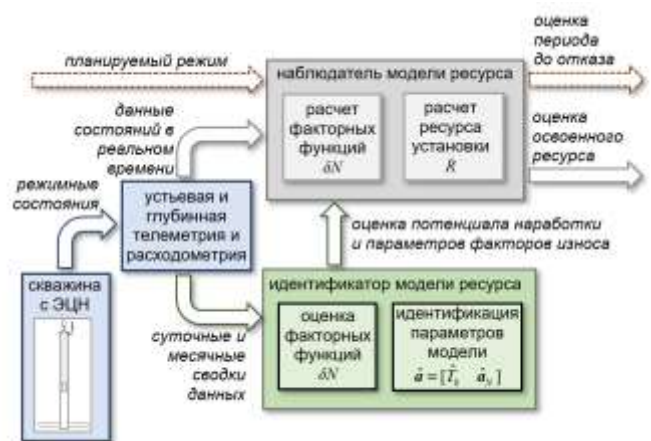 планируемый режим
оценка
периода
до отказа
данные
состояний в
реальном
времени
наблюдатель модели ресурса
расчет
факторных
функций
δN
расчет
ресурса
установки
R
оценка
освоенного
ресурса
режимные
состояния
устьевая и
глубинная
телеметрия и
расходометрия
оценка потенциала наработки
и параметров факторов износа
скважина
с ЭЦН
суточные и
месячные
сводки
данных
идентификатор модели ресурса
оценка
факторных
функций
δN
идентификация
параметров
модели
â = [T̂₀ â_N]